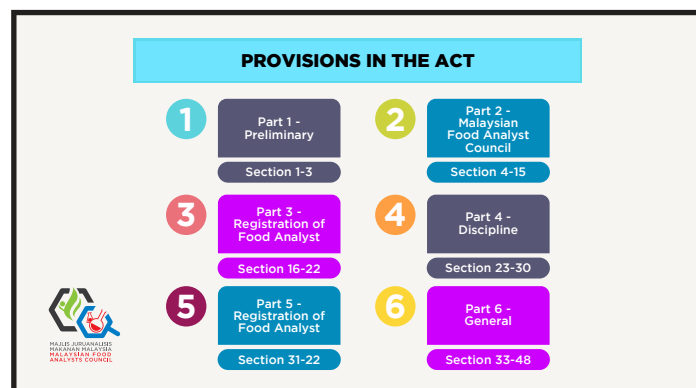 PROVISIONS IN THE ACT
1
Part 1 -
Preliminary
Section 1-3
2
Part 2 -
Malaysian
Food Analyst
Council
Section 4-15
3
Part 3 -
Registration of
Food Analyst
Section 16-22
4
Part 4 -
Discipline
Section 23-30
5
Part 5 -
Registration of
Food Analyst
Section 31-22
6
Part 6 -
General
Section 33-48
MAJLIS JURUANALISIS
MAKANAN MALAYSIA
MALAYSIAN FOOD
ANALYSTS COUNCIL